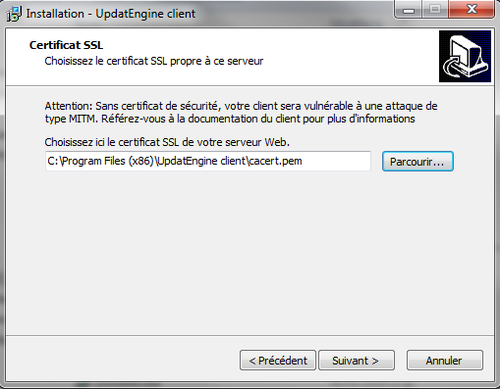 Installation - UpdatEngine client
Certificat SSL
Choisissez le certificat SSL propre à ce serveur
Attention: Sans certificat de sécurité, votre client sera vulnérable à une attaque de
type MITM. Référez-vous à la documentation du client pour plus d'informations
Choisissez ici le certificat SSL de votre serveur Web.
C:\Program Files (x86)\UpdatEngine client\cacert.pem
Parcourir...
< Précédent
Suivant >
Annuler